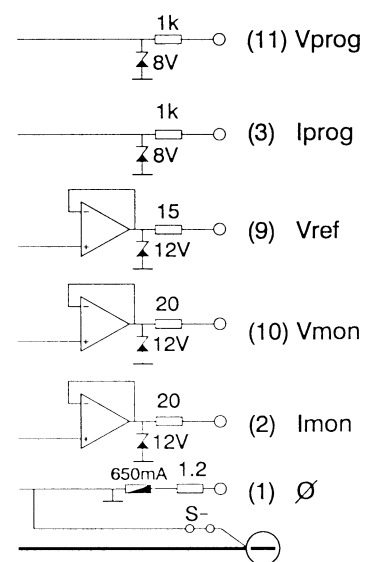 1k
(11) Vprog
8V
1k
(3) Iprog
8V
15
(9) Vref
12V
20
(10) Vmon
12V
20
(2) Imon
12V
650mA 1.2
(1) Ø
S-